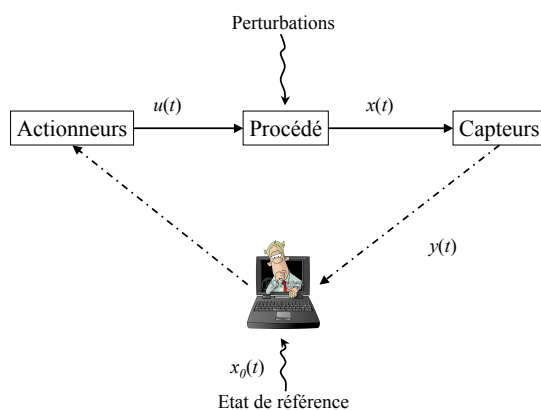 Perturbations
u(t)
x(t)
Actionneurs
Procédé
Capteurs
y(t)
x₀(t)
Etat de référence